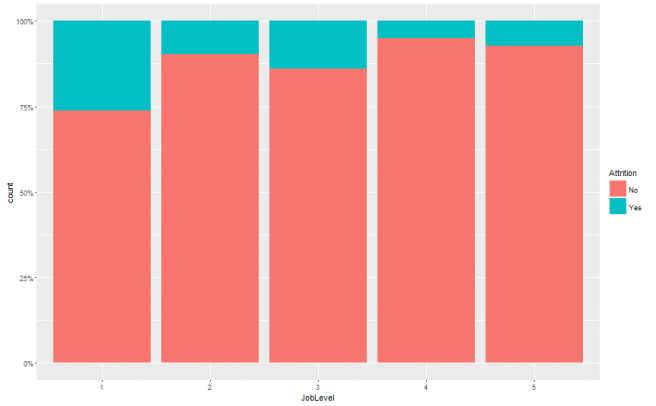 100%
75%
50%
25%
0%
count
1 2 3 4 5
JobLevel
Attrition
No
Yes